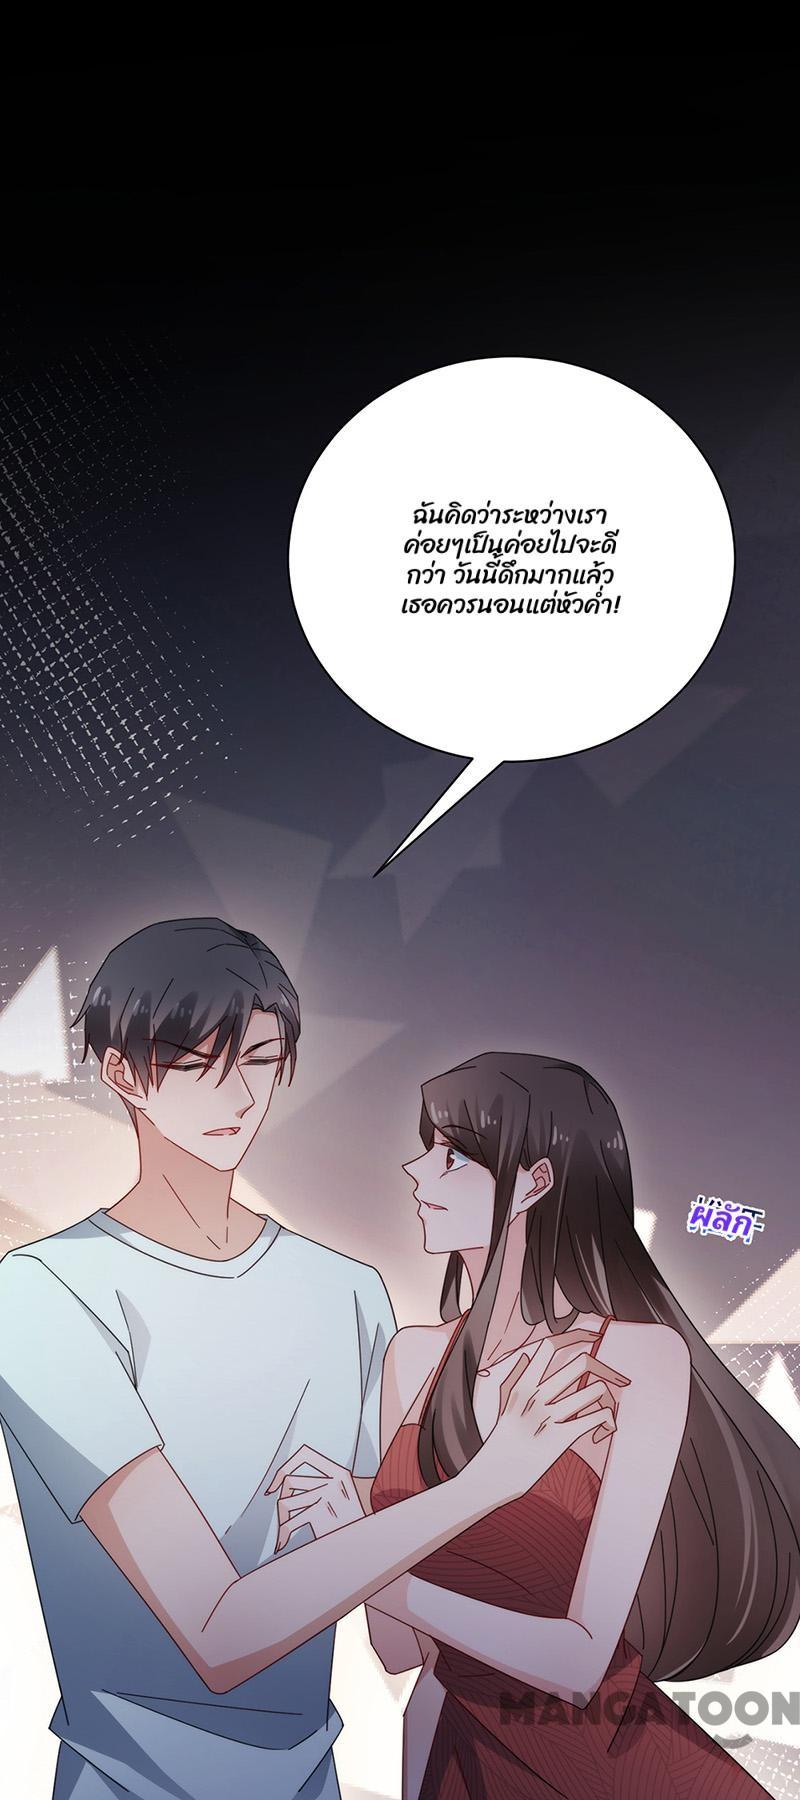 ฉันคิดว่าระหว่างเรา
ค่อยๆเป็นค่อยไปจะดี
กว่า วันนี้ดึกมากแล้ว
เธอควรนอนแต่หัวค่ำ!
ผลัก
MANGATOON